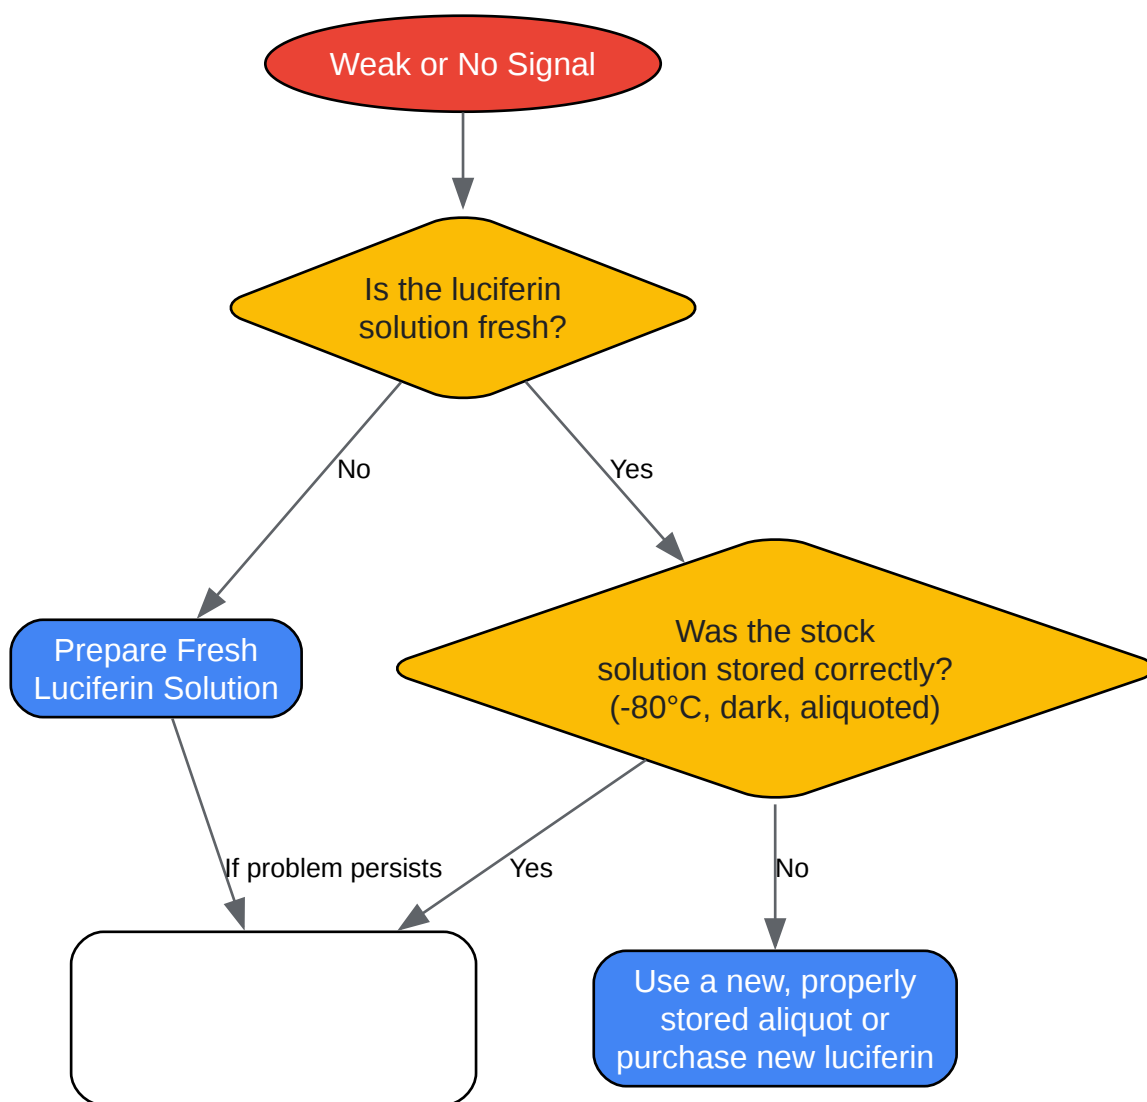 Weak or No Signal
Is the luciferin
solution fresh?
No
Yes
Prepare Fresh
Luciferin Solution
Was the stock
solution stored correctly?
(-80°C, dark, aliquoted)
If problem persists
Yes
No
Use a new, properly
stored aliquot or
purchase new luciferin